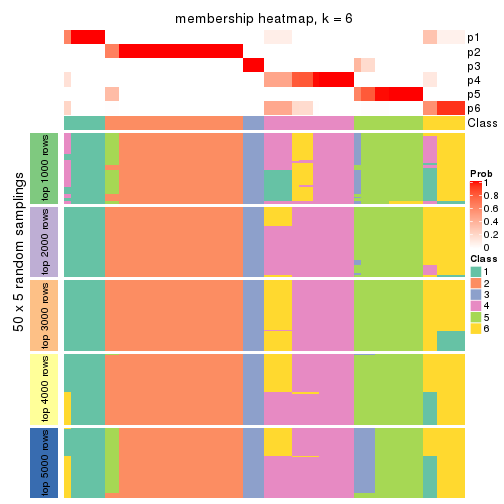 membership heatmap, k = 6
p1
p2
p3
p4
p5
p6
Class
50 x 5 random samplings
top 1000 rows
top 2000 rows
top 3000 rows
top 4000 rows
top 5000 rows
Prob
1
0.8
0.6
0.4
0.2
0
Class
1
2
3
4
5
6